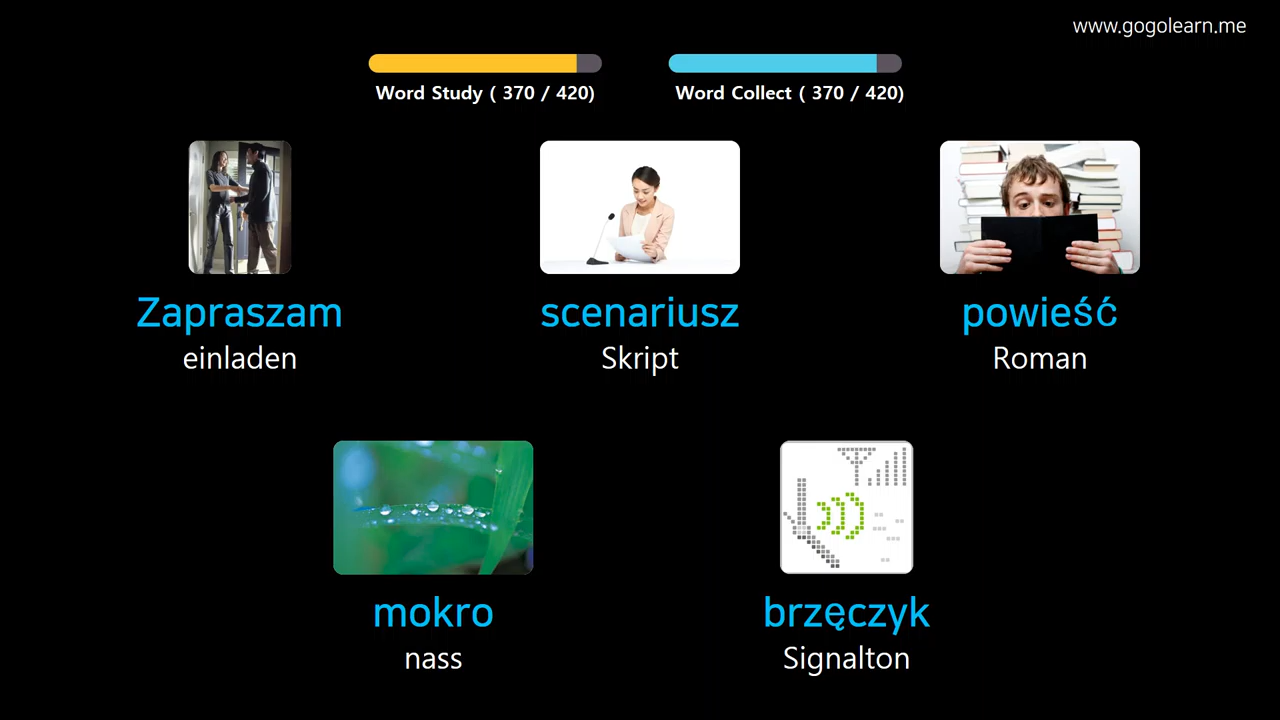 www.gogolearn.me
Word Study ( 370 / 420)
Word Collect ( 370 / 420)
Zapraszam
einladen
scenariusz
Skript
powieść
Roman
mokro
nass
brzęczyk
Signalton